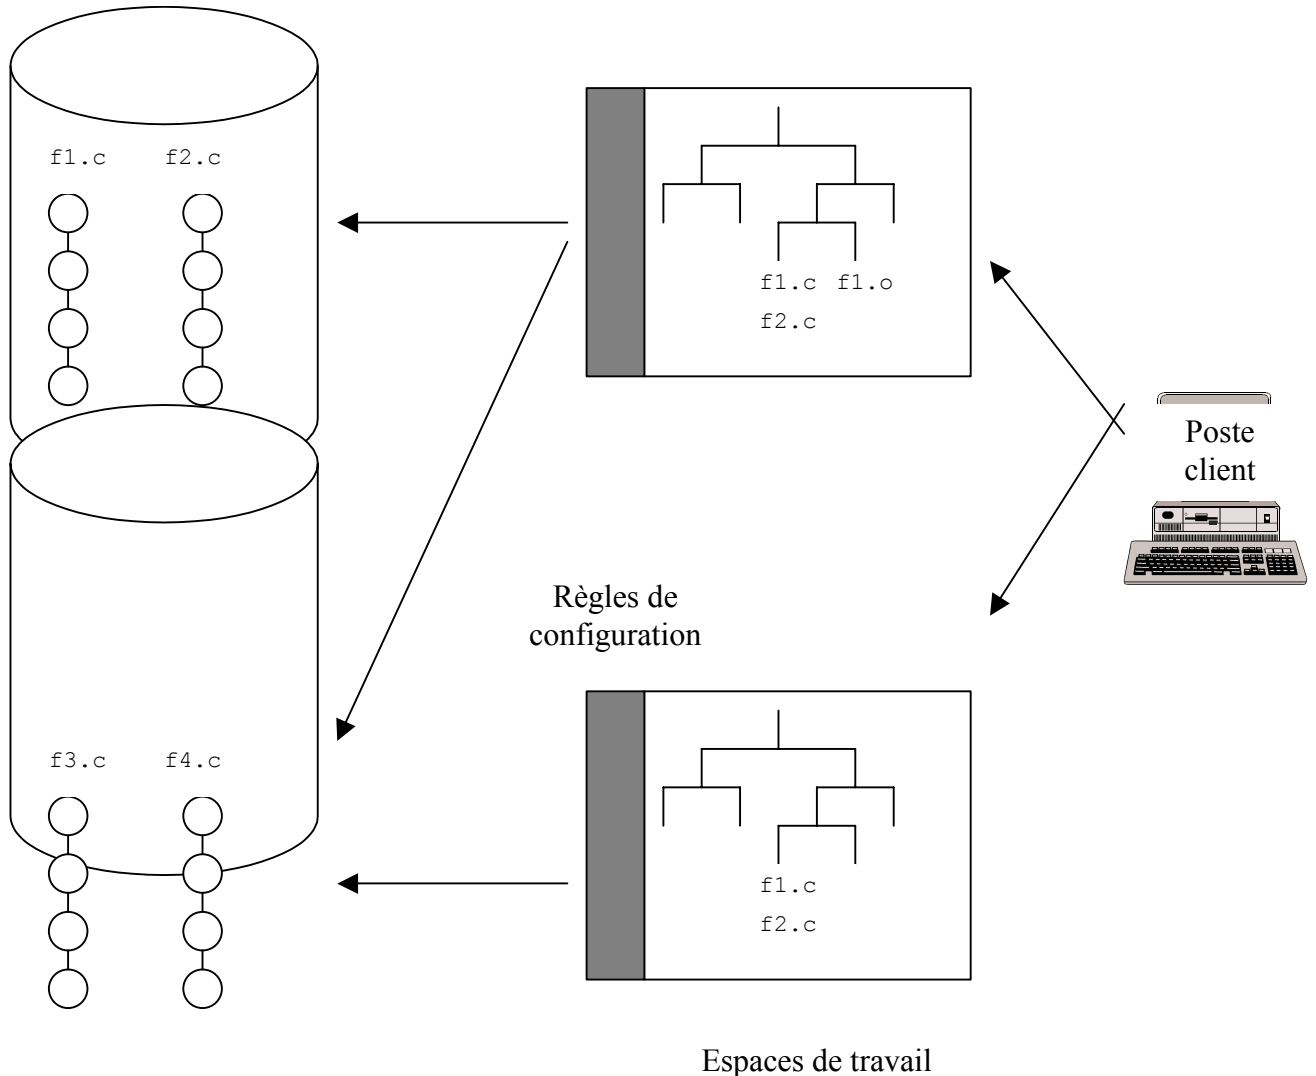 f1.c f2.c
f1.c f1.o
f2.c
Poste
client
Règles de
configuration
f3.c f4.c
f1.c
f2.c
Espaces de travail